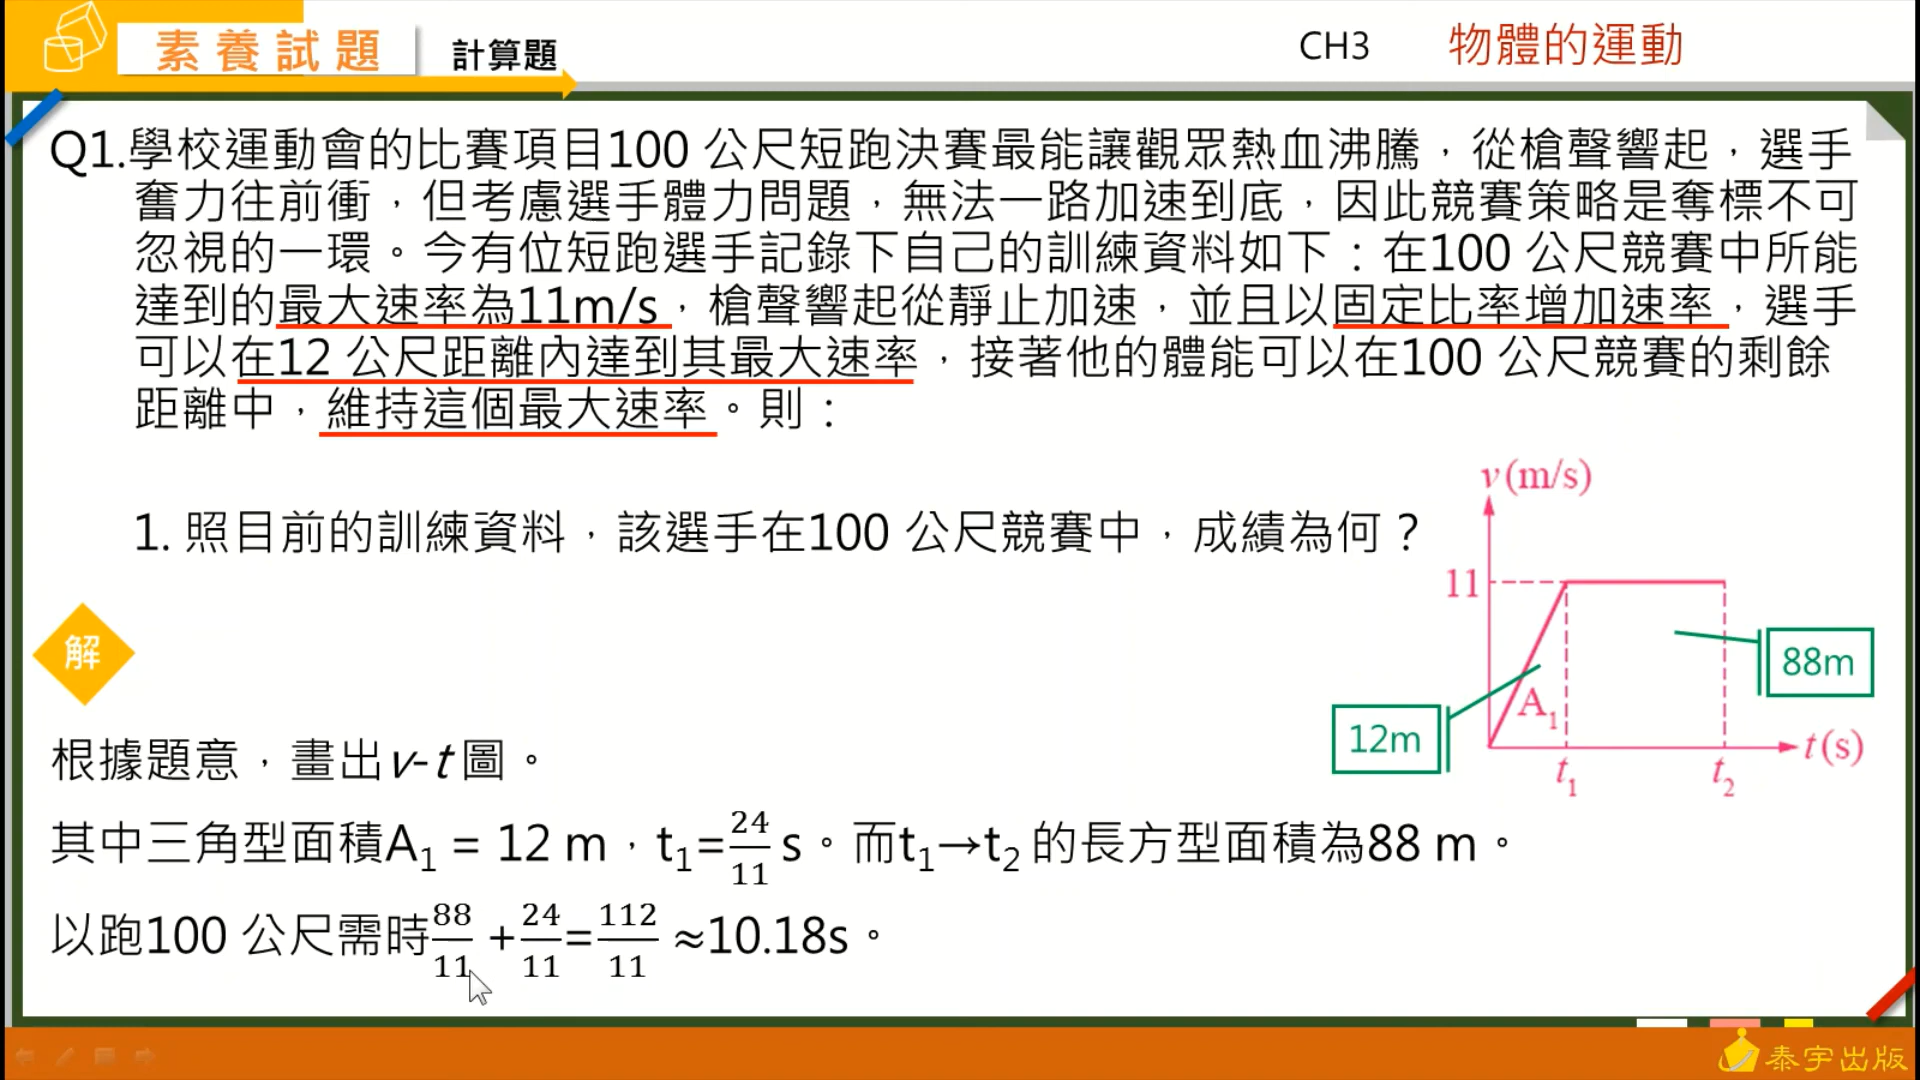 素養試題
計算題
CH3 物體的運動
Q1.學校運動會的比賽項目100 公尺短跑決賽最能讓觀眾熱血沸騰，從槍聲響起，選手
奮力往前衝，但考慮選手體力問題，無法一路加速到底，因此競賽策略是奪標不可
忽視的一環。今有位短跑選手記錄下自己的訓練資料如下：在100 公尺競賽中所能
達到的最大速率為11m/s，槍聲響起從靜止加速，並且以固定比率增加速率，選手
可以在12 公尺距離內達到其最大速率，接著他的體能可以在100 公尺競賽的剩餘
距離中，維持這個最大速率。則：
1. 照目前的訓練資料，該選手在100 公尺競賽中，成績為何？
v(m/s)
11
88m
A₁
12m
t(s)
t₁
t₂
解
根據題意，畫出v-t 圖。
其中三角型面積A₁ = 12 m，t₁=24/11 s。而t₁→t₂ 的長方型面積為88 m。
以跑100 公尺需時88/11 +24/11=112/11 ≈10.18s。
泰宇出版